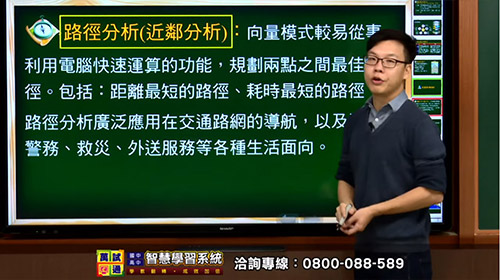 路徑分析(近鄰分析)：向量模式較易從事
利用電腦快速運算的功能，規劃兩點之間最佳
徑。包括：距離最短的路徑、耗時最短的路徑
路徑分析廣泛應用在交通路網的導航，以及
警務、救災、外送服務等各種生活面向。
萬試通
國中
高中
智慧學習系統
洽詢專線：0800-088-589